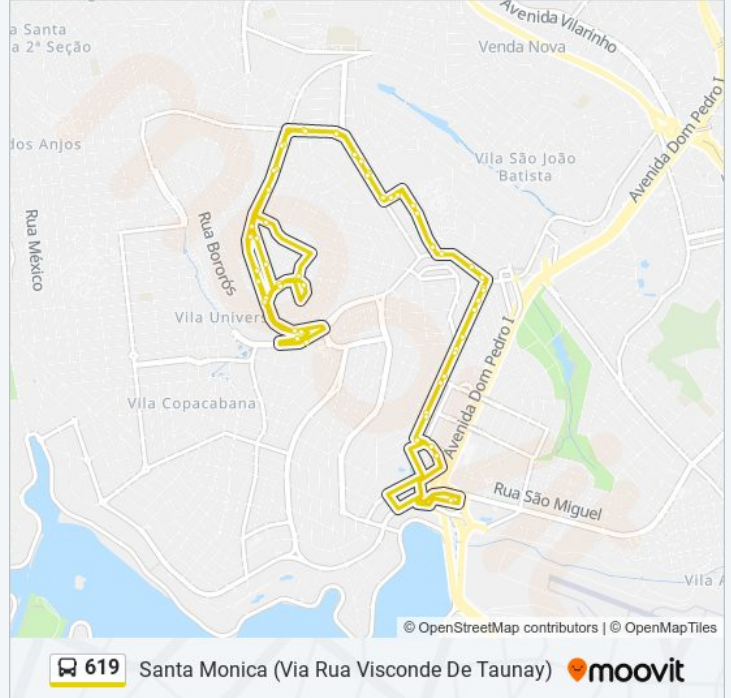 Avenida Vilarinho
a Santa
a 2ª Seção
Venda Nova
dos Anjos
Vila São João
Batista
Avenida Dom Pedro I
Rua México
Rua Bororós
Vila Univers
Avenida Dom Pedro I
Vila Copacabana
Rua São Miguel
Vila A
© OpenStreetMap contributors | © OpenMapTiles
619 Santa Monica (Via Rua Visconde De Taunay) moovit